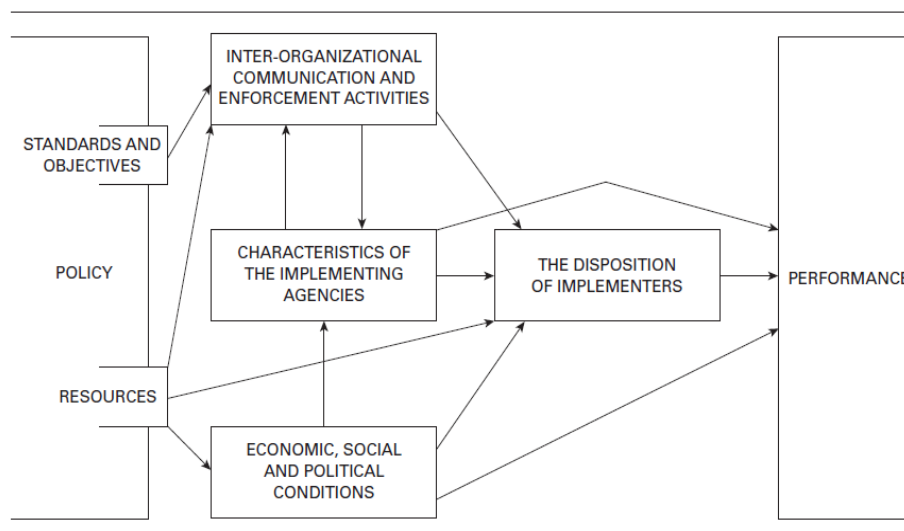 INTER-ORGANIZATIONAL
COMMUNICATION AND
ENFORCEMENT ACTIVITIES
STANDARDS AND
OBJECTIVES
POLICY
CHARACTERISTICS OF
THE IMPLEMENTING
AGENCIES
THE DISPOSITION
OF IMPLEMENTERS
PERFORMANCE
RESOURCES
ECONOMIC, SOCIAL
AND POLITICAL
CONDITIONS